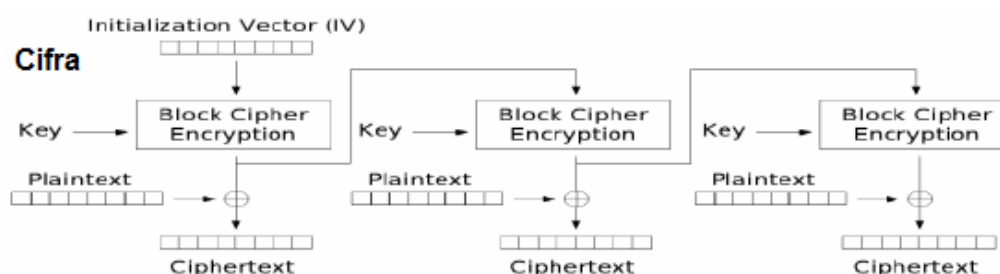 Initialization Vector (IV)
Cifra
Block Cipher
Encryption
Key
Block Cipher
Encryption
Key
Block Cipher
Encryption
Key
Plaintext
Plaintext
Plaintext
Ciphertext
Ciphertext
Ciphertext